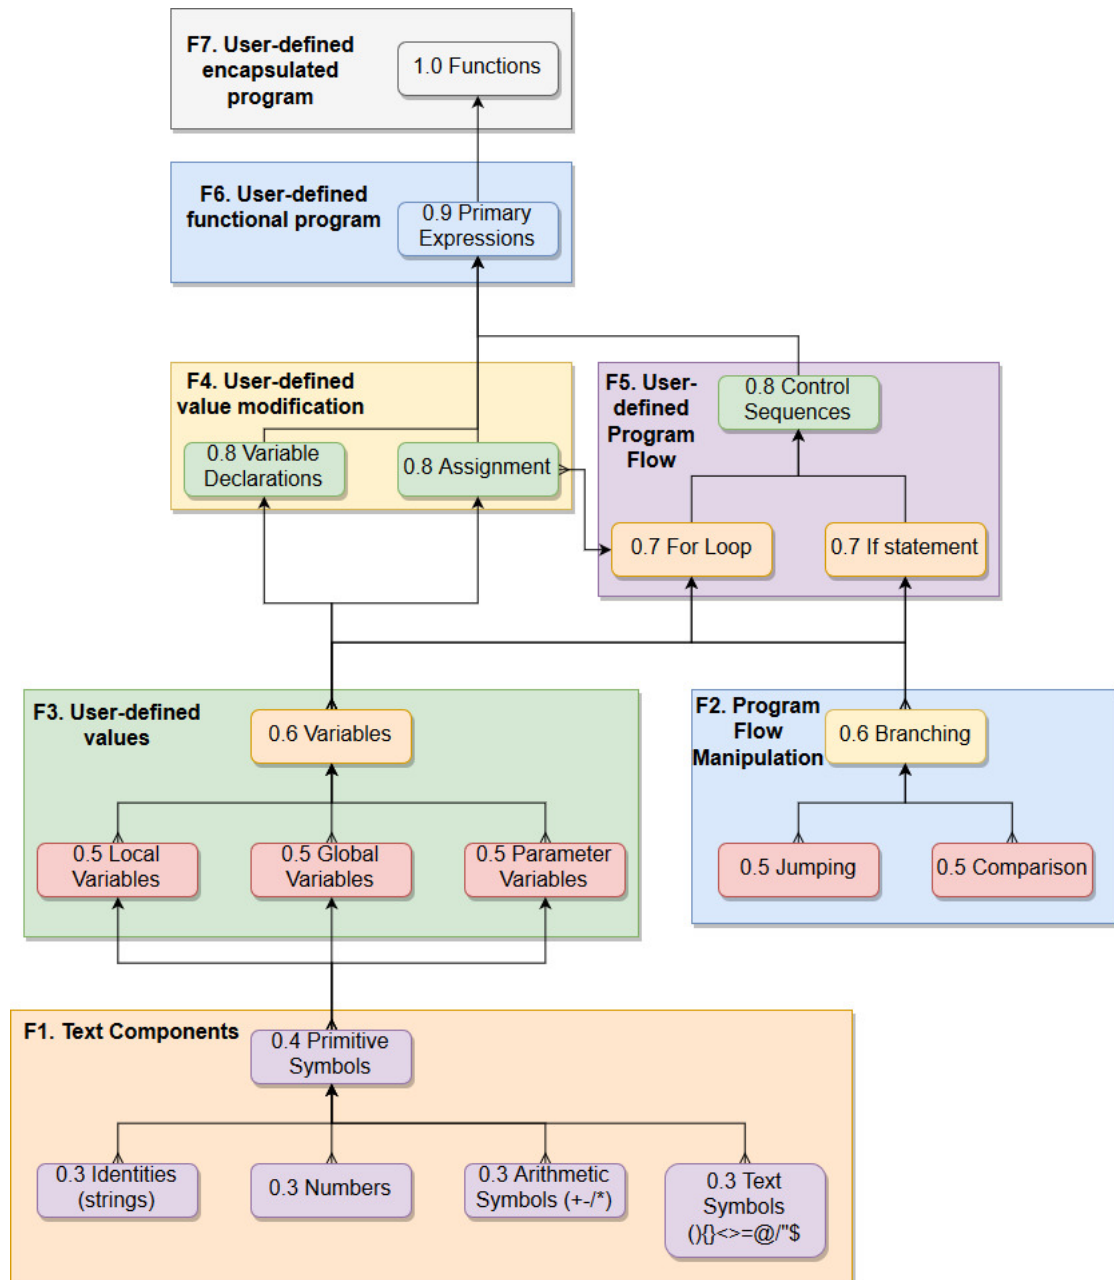 F7. User-defined
encapsulated
program
1.0 Functions
F6. User-defined
functional program
0.9 Primary
Expressions
F4. User-defined
value modification
0.8 Variable
Declarations
0.8 Assignment
F5. User-
defined
Program
Flow
0.8 Control
Sequences
0.7 For Loop
0.7 If statement
F3. User-defined
values
0.6 Variables
0.5 Local
Variables
0.5 Global
Variables
0.5 Parameter
Variables
F2. Program
Flow
Manipulation
0.6 Branching
0.5 Jumping
0.5 Comparison
F1. Text Components
0.4 Primitive
Symbols
0.3 Identities
(strings)
0.3 Numbers
0.3 Arithmetic
Symbols (+-/*)
0.3 Text
Symbols
(){}<>=@/"$